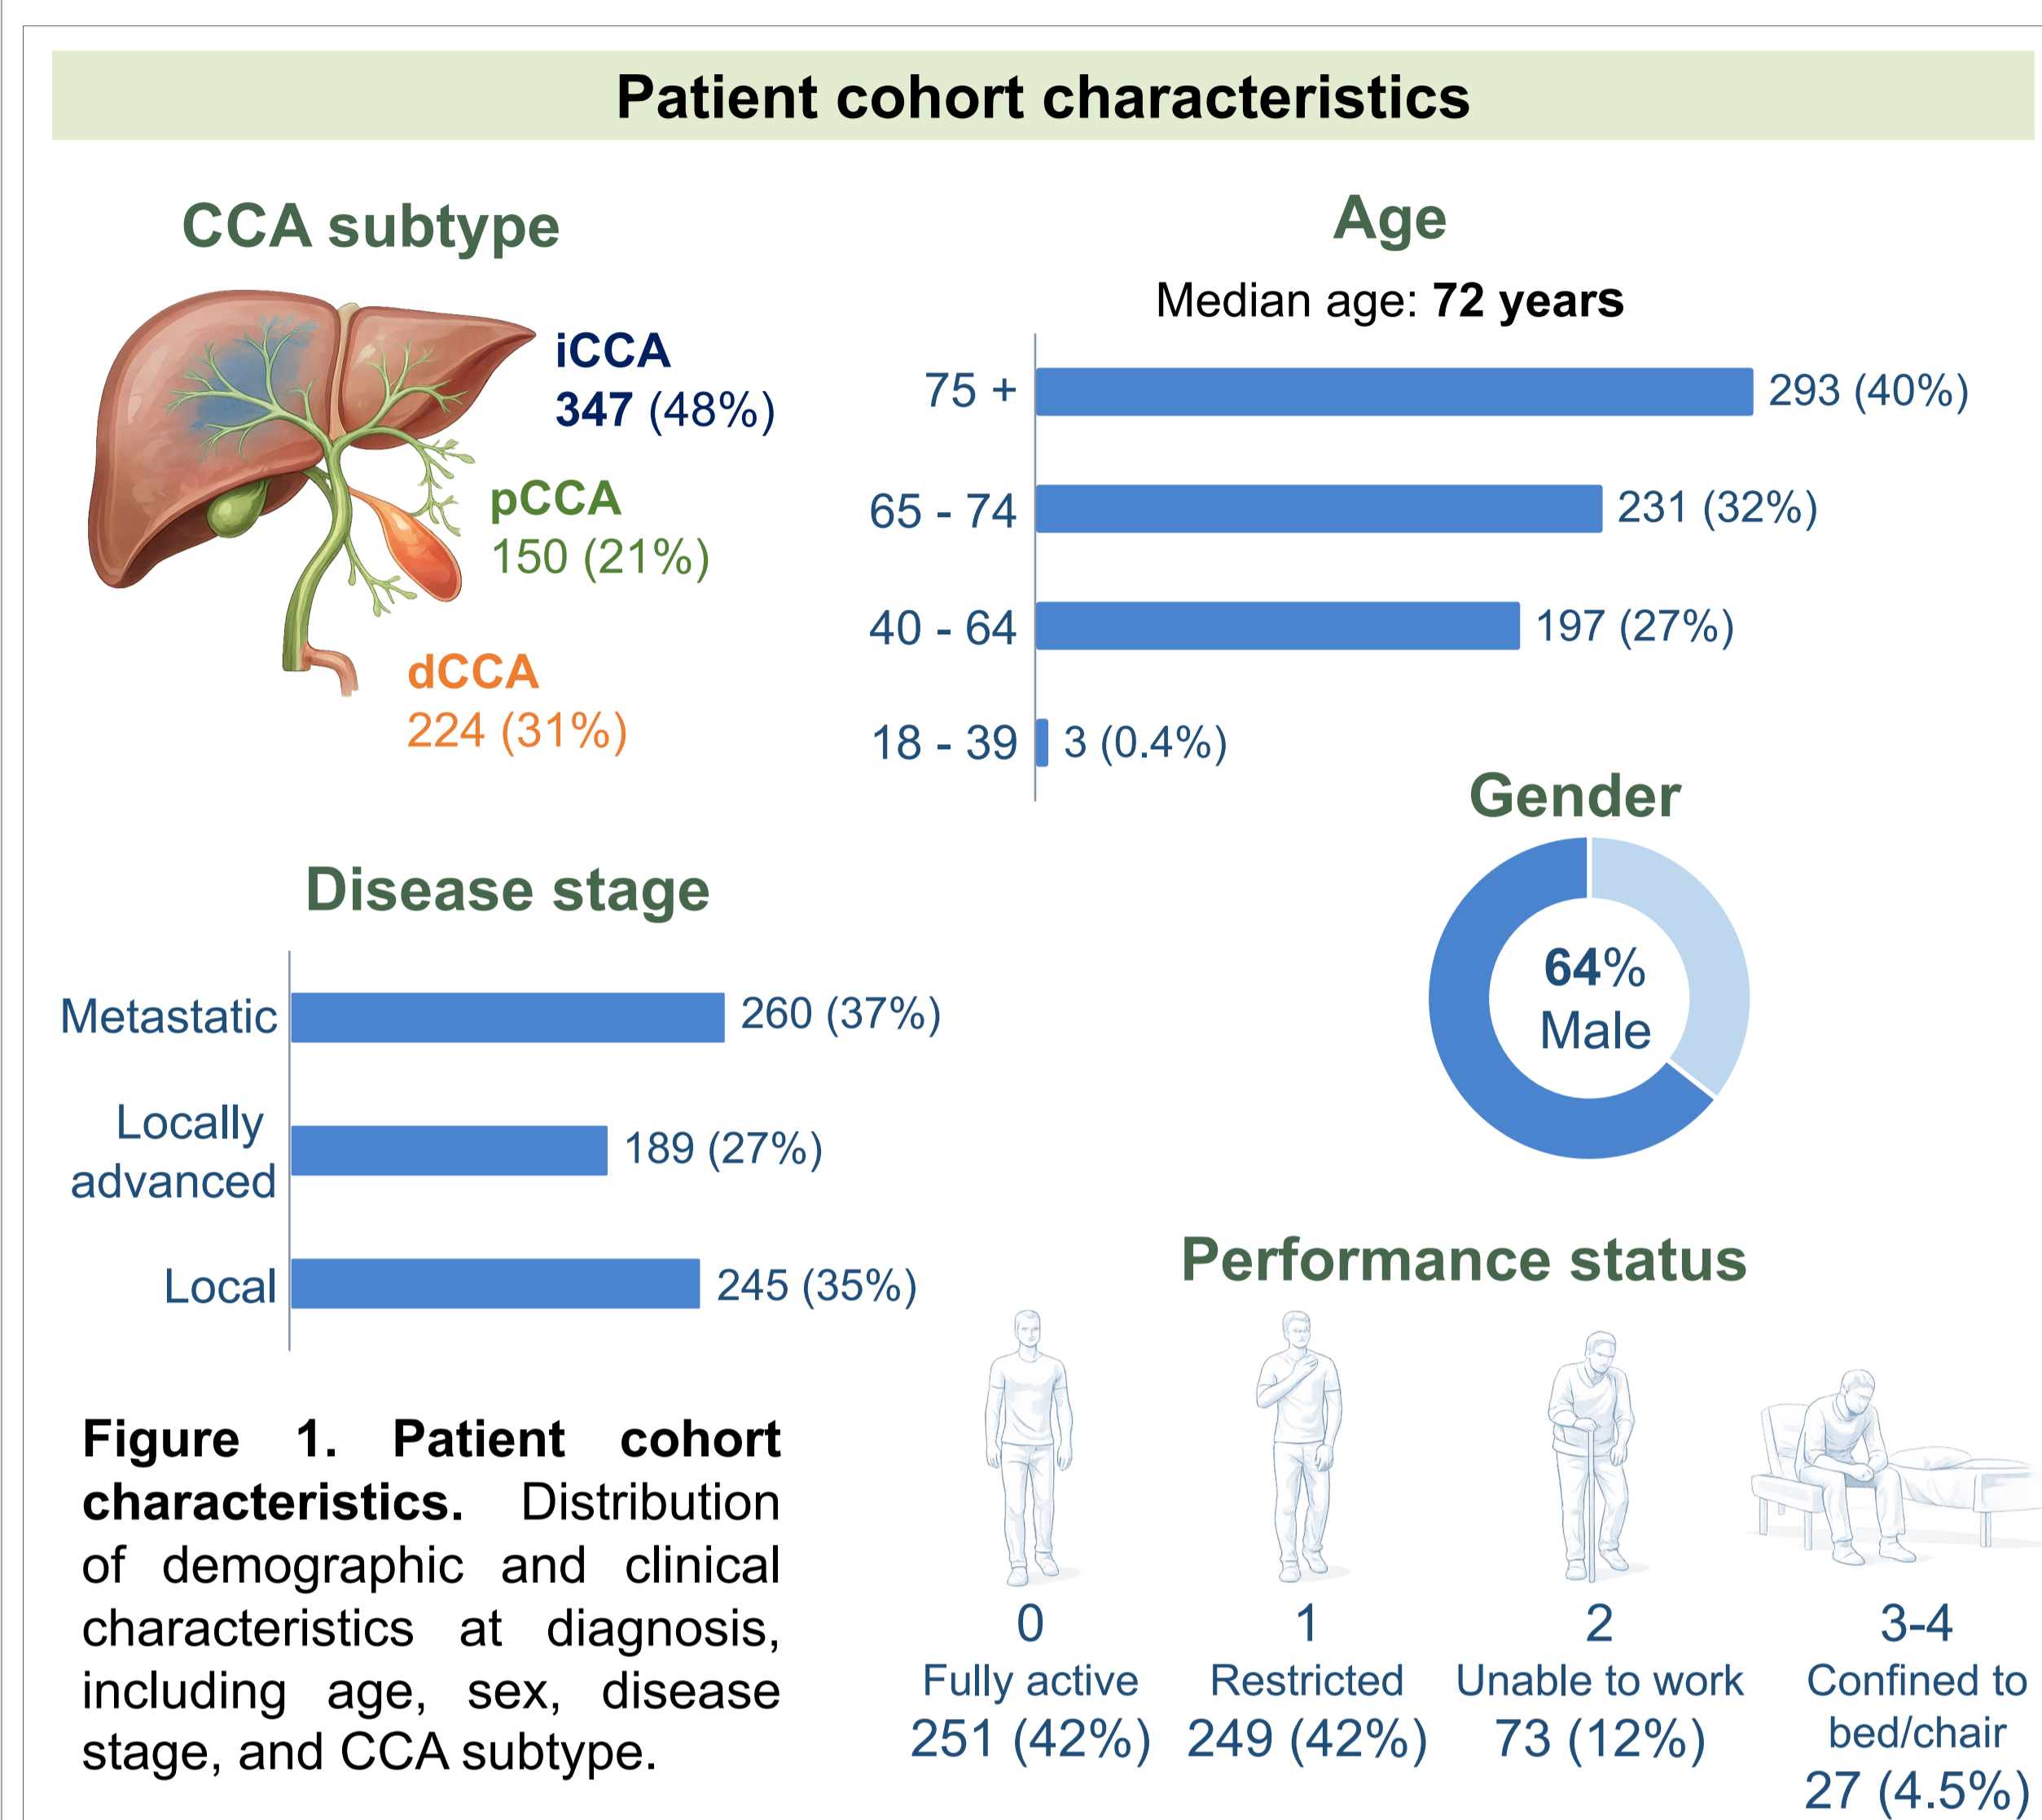 Patient cohort characteristics
CCA subtype
iCCA
347 (48%)
pCCA
150 (21%)
dCCA
224 (31%)
Age
Median age: 72 years
75 +
293 (40%)
65 - 74
231 (32%)
40 - 64
197 (27%)
18 - 39
3 (0.4%)
Gender
64%
Male
Disease stage
Metastatic
260 (37%)
Locally
advanced
189 (27%)
Local
245 (35%)
Performance status
0
Fully active
251 (42%)
1
Restricted
249 (42%)
2
Unable to work
73 (12%)
3-4
Confined to
bed/chair
27 (4.5%)
Figure 1. Patient cohort
characteristics. Distribution
of demographic and clinical
characteristics at diagnosis,
including age, sex, disease
stage, and CCA subtype.